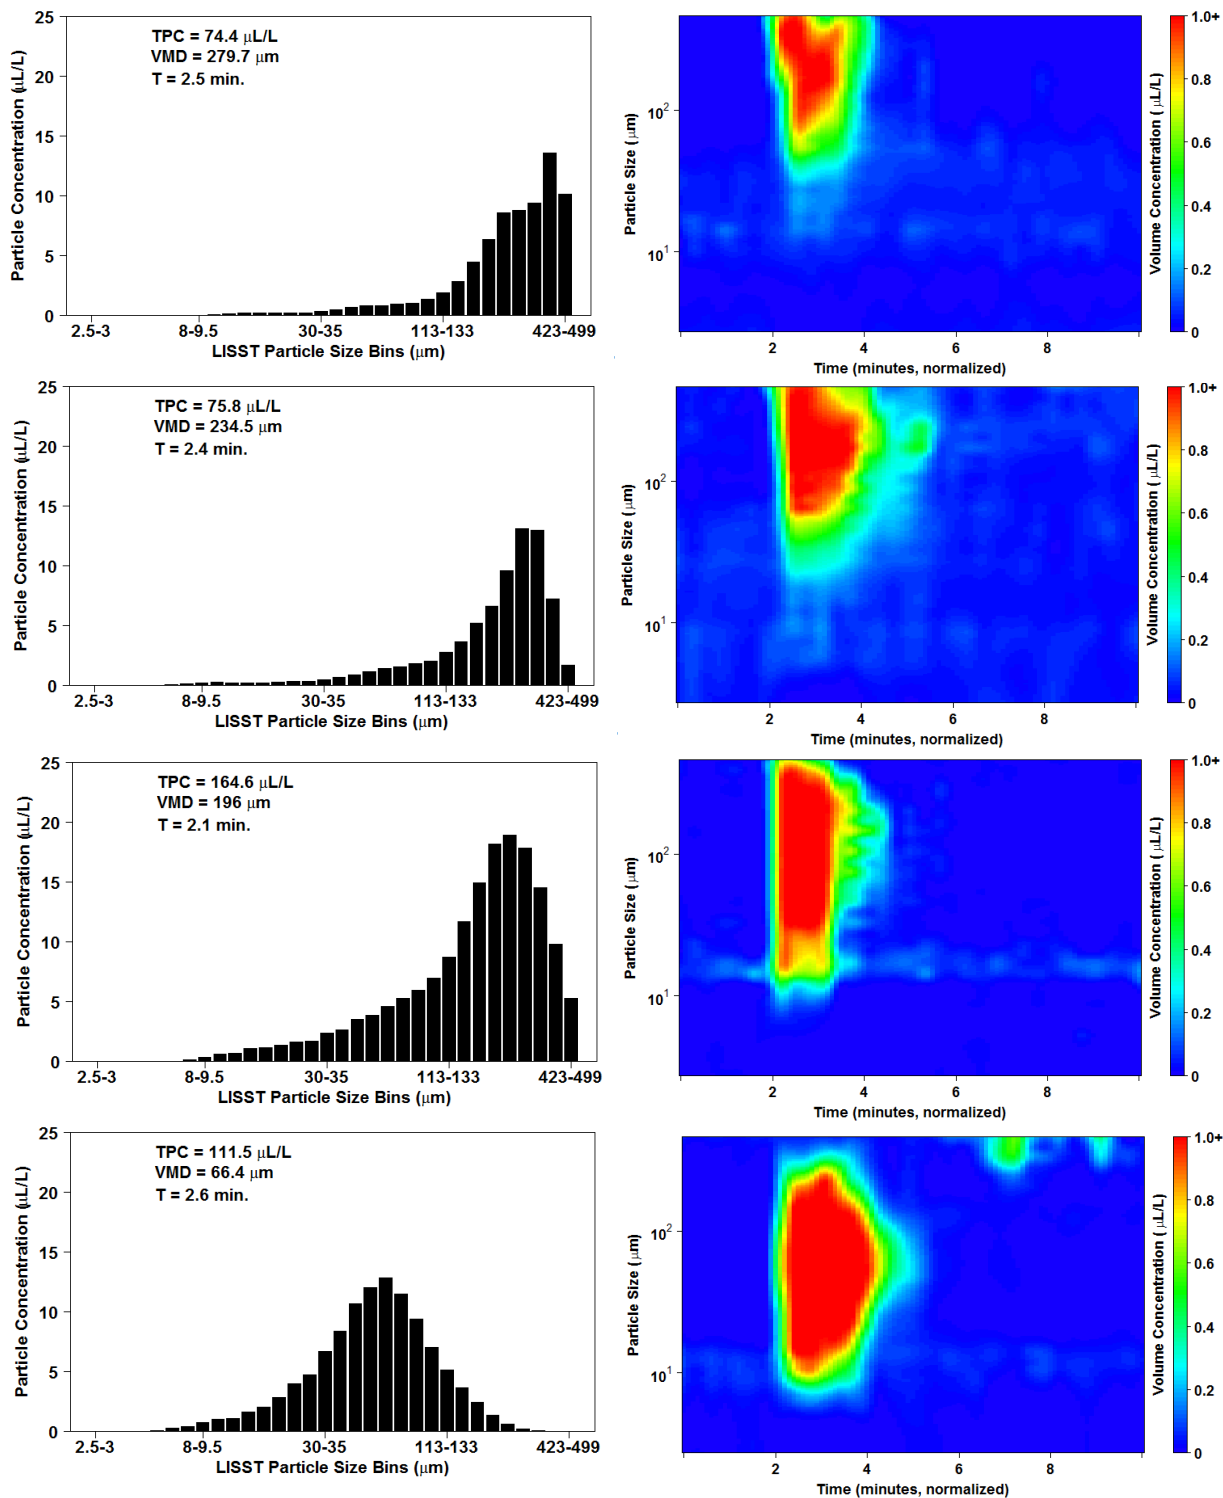 TPC = 74.4 μL/L
VMD = 279.7 μm
T = 2.5 min.
Particle Concentration (μL/L)
25
20
15
10
5
0
2.5-3 8-9.5 30-35 113-133 423-499
LISST Particle Size Bins (μm)
Particle Size (μm)
10²
10¹
2 4 6 8
Time (minutes, normalized)
Volume Concentration (μL/L)
1.0+
0.8
0.6
0.4
0.2
0
TPC = 75.8 μL/L
VMD = 234.5 μm
T = 2.4 min.
Particle Concentration (μL/L)
25
20
15
10
5
0
2.5-3 8-9.5 30-35 113-133 423-499
LISST Particle Size Bins (μm)
Particle Size (μm)
10²
10¹
2 4 6 8
Time (minutes, normalized)
Volume Concentration (μL/L)
1.0+
0.8
0.6
0.4
0.2
0
TPC = 164.6 μL/L
VMD = 196 μm
T = 2.1 min.
Particle Concentration (μL/L)
25
20
15
10
5
0
2.5-3 8-9.5 30-35 113-133 423-499
LISST Particle Size Bins (μm)
Particle Size (μm)
10²
10¹
2 4 6 8
Time (minutes, normalized)
Volume Concentration (μL/L)
1.0+
0.8
0.6
0.4
0.2
0
TPC = 111.5 μL/L
VMD = 66.4 μm
T = 2.6 min.
Particle Concentration (μL/L)
25
20
15
10
5
0
2.5-3 8-9.5 30-35 113-133 423-499
LISST Particle Size Bins (μm)
Particle Size (μm)
10²
10¹
2 4 6 8
Time (minutes, normalized)
Volume Concentration (μL/L)
1.0+
0.8
0.6
0.4
0.2
0